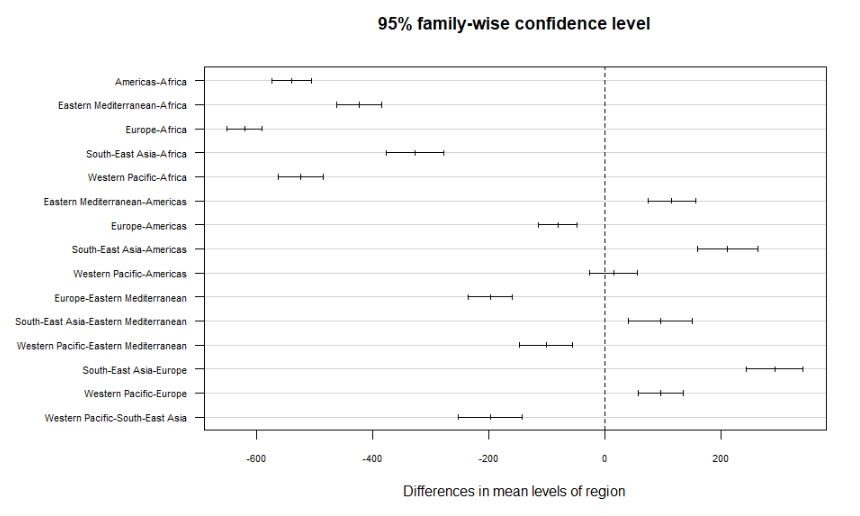 95% family-wise confidence level
Americas-Africa
Eastern Mediterranean-Africa
Europe-Africa
South-East Asia-Africa
Western Pacific-Africa
Eastern Mediterranean-Americas
Europe-Americas
South-East Asia-Americas
Western Pacific-Americas
Europe-Eastern Mediterranean
South-East Asia-Eastern Mediterranean
Western Pacific-Eastern Mediterranean
South-East Asia-Europe
Western Pacific-Europe
Western Pacific-South-East Asia
-600 -400 -200 0 200
Differences in mean levels of region